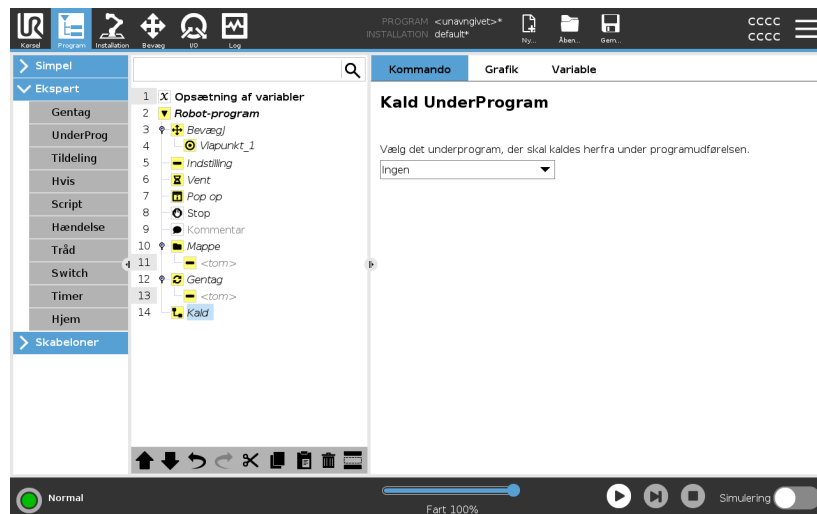 UR
PROGRAM <unavngivet>*
INSTALLATION default*
Kørsel Program Installation Bevæg I/O Log
Ny... Åben... Gem...
CCCC
CCCC
Simpel
Ekspert
Gentag
UnderProg
Tildeling
Hvis
Script
Hændelse
Tråd
Switch
Timer
Hjem
Skabeloner
1 X Opsætning af variabler
2 Robot-program
3 BevægJ
4 Viapunkt_1
5 Indstilling
6 Vent
7 Pop op
8 Stop
9 Kommentar
10 Mappe
11 <tom>
12 Gentag
13 <tom>
14 Kald
Kommando Grafik Variable
Kald UnderProgram
Vælg det underprogram, der skal kaldes herfra under programudførelsen.
Ingen
Normal
Fart 100%
Simulering